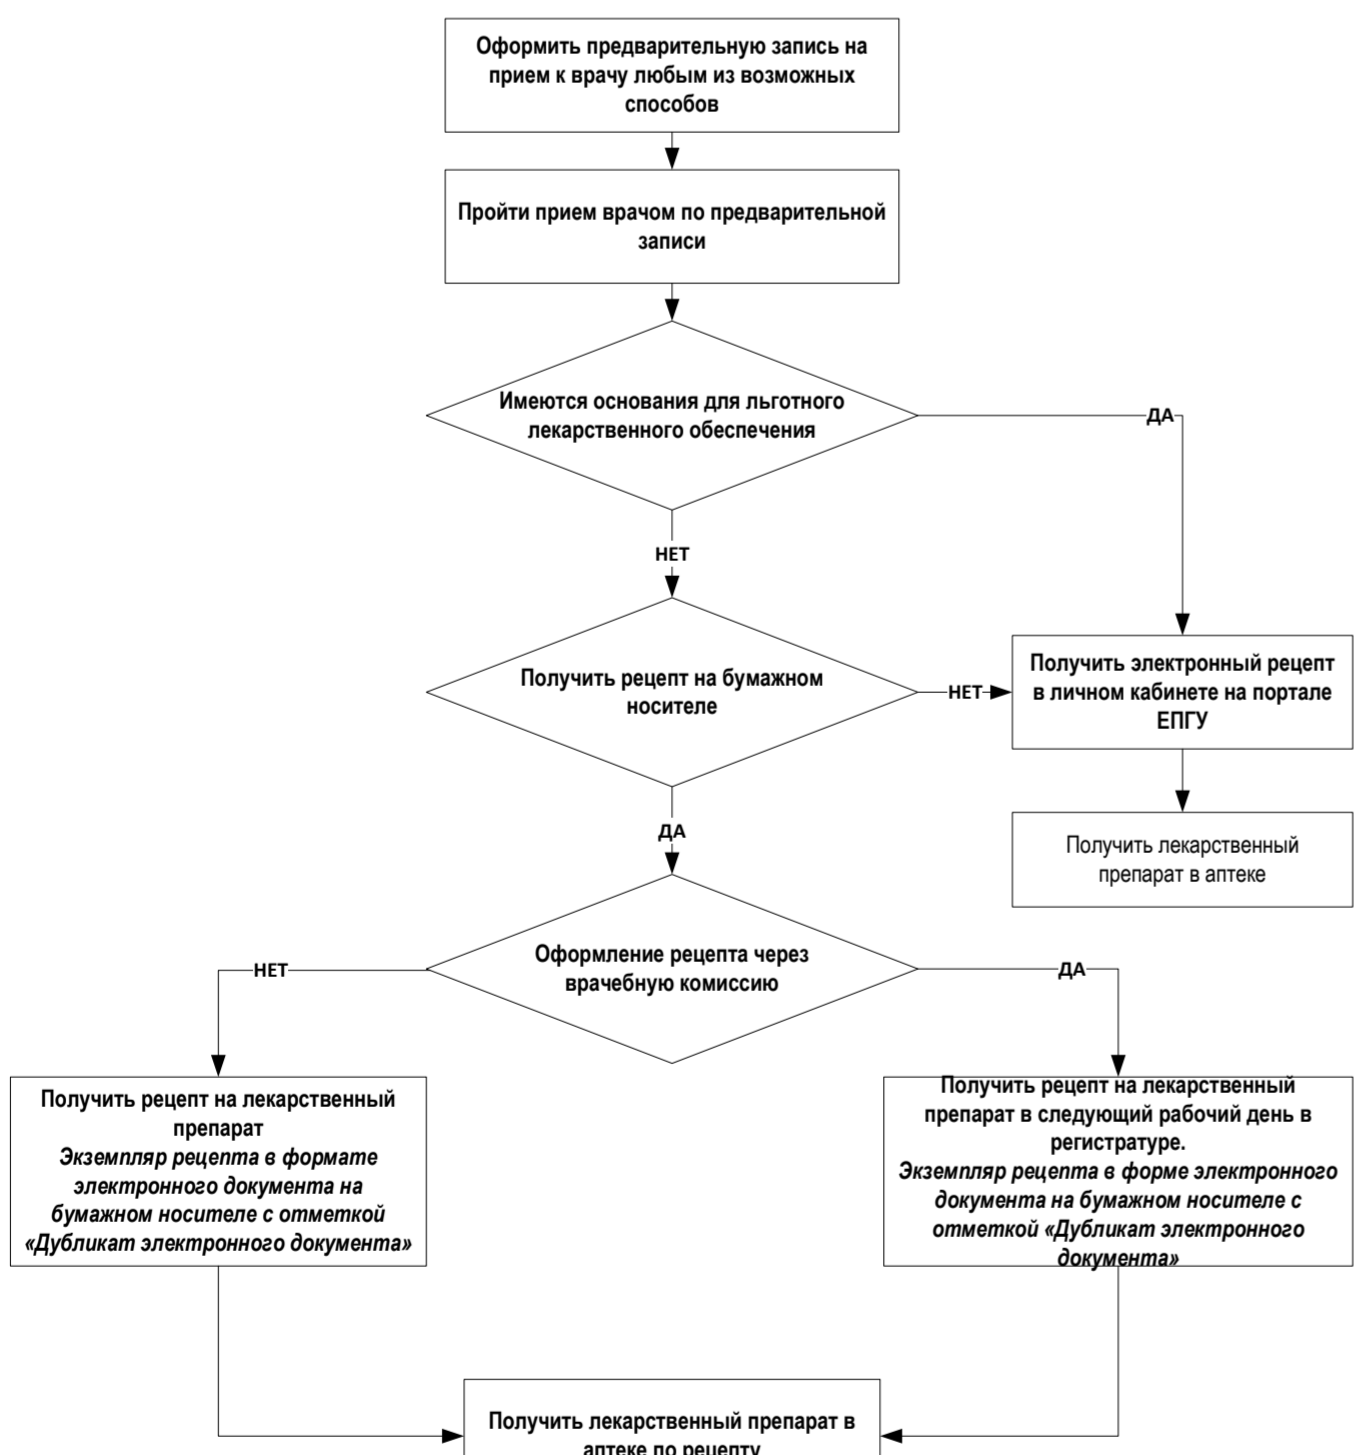 Оформить предварительную запись на
прием к врачу любым из возможных
способов
Пройти прием врачом по предварительной
записи
Имеются основания для льготного
лекарственного обеспечения
ДА
НЕТ
Получить рецепт на бумажном
носителе
НЕТ
Получить электронный рецепт
в личном кабинете на портале
ЕПГУ
ДА
Получить лекарственный
препарат в аптеке
Оформление рецепта через
врачебную комиссию
НЕТ
ДА
Получить рецепт на лекарственный
препарат
Экземпляр рецепта в формате
электронного документа на
бумажном носителе с отметкой
«Дубликат электронного документа»
Получить рецепт на лекарственный
препарат в следующий рабочий день в
регистратуре.
Экземпляр рецепта в форме электронного
документа на бумажном носителе с
отметкой «Дубликат электронного
документа»
Получить лекарственный препарат в
аптеке по рецепту